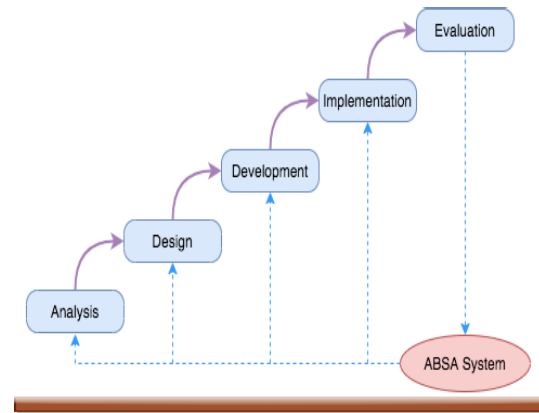 Evaluation
Implementation
Development
Design
Analysis
ABSA System